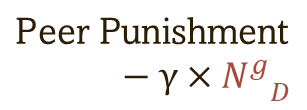 Peer Punishment
− γ × N^g_D